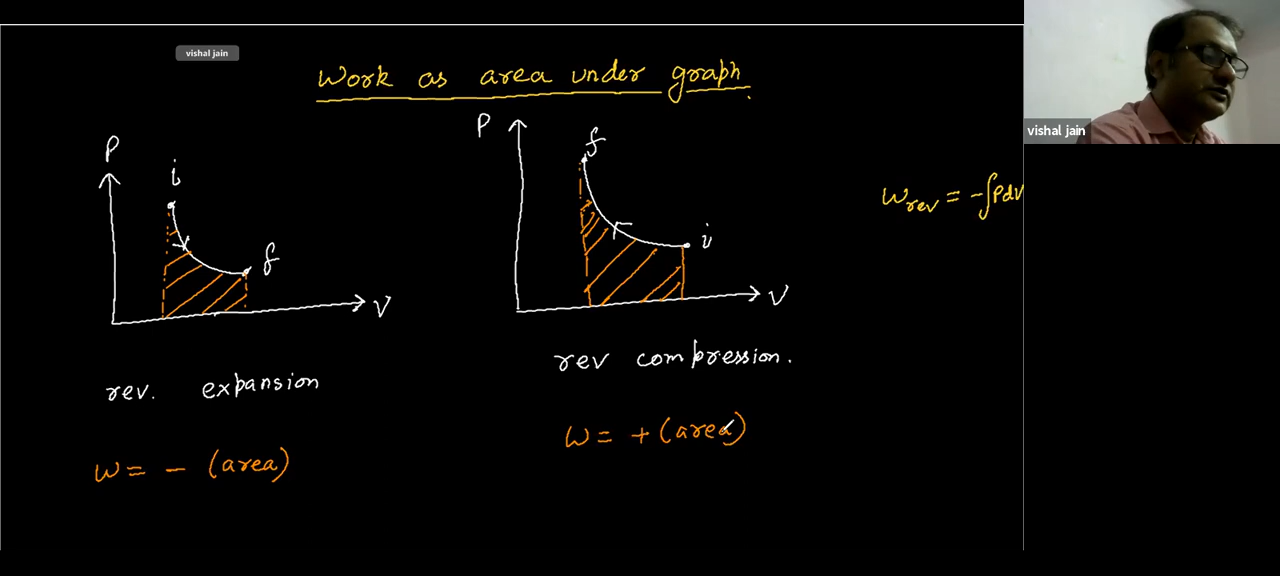 vishal jain
Work as area under graph.
vishal jain
P
i
f
V
P
f
i
V
Wrev = -∫PdV
rev. expansion
rev compression.
W = - (area)
W = + (area)